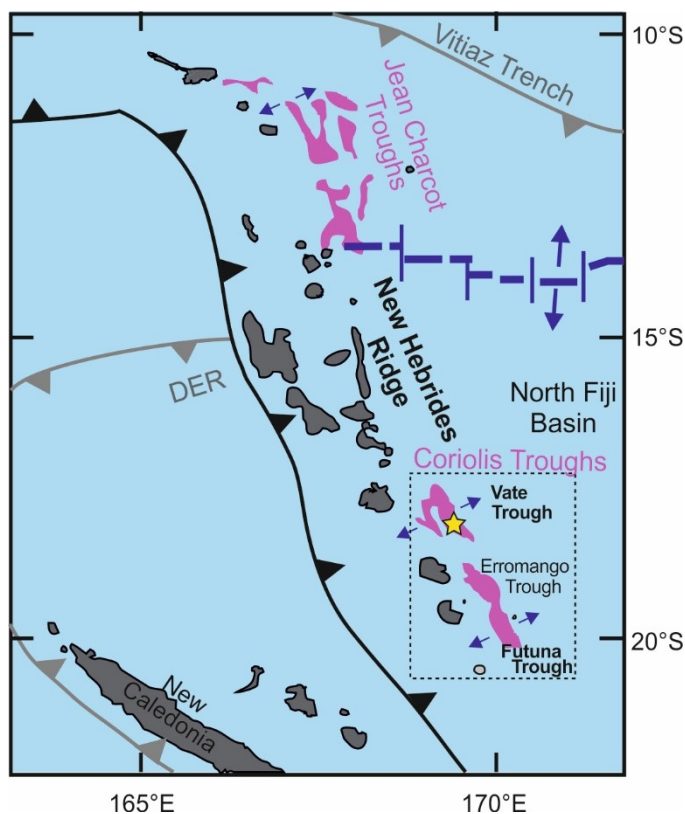 10°S
Vitiaz Trench
Jean Charcot
Troughs
15°S
New Hebrides
Ridge
DER
North Fiji
Basin
Coriolis Troughs
Vate
Trough
Erromango
Trough
20°S
Futuna
Trough
New
Caledonia
165°E
170°E